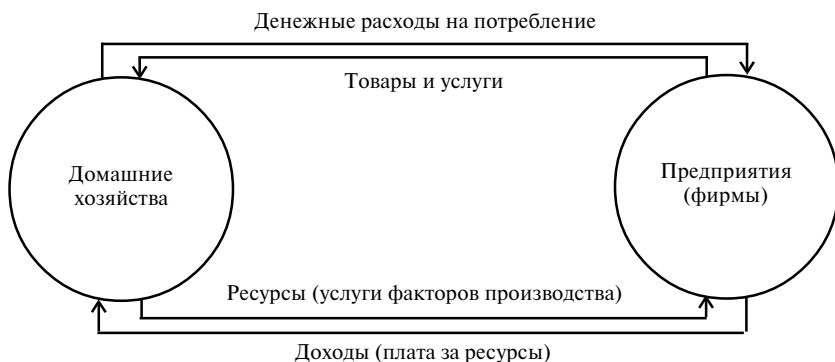 Денежные расходы на потребление
Товары и услуги
Домашние
хозяйства
Предприятия
(фирмы)
Ресурсы (услуги факторов производства)
Доходы (плата за ресурсы)